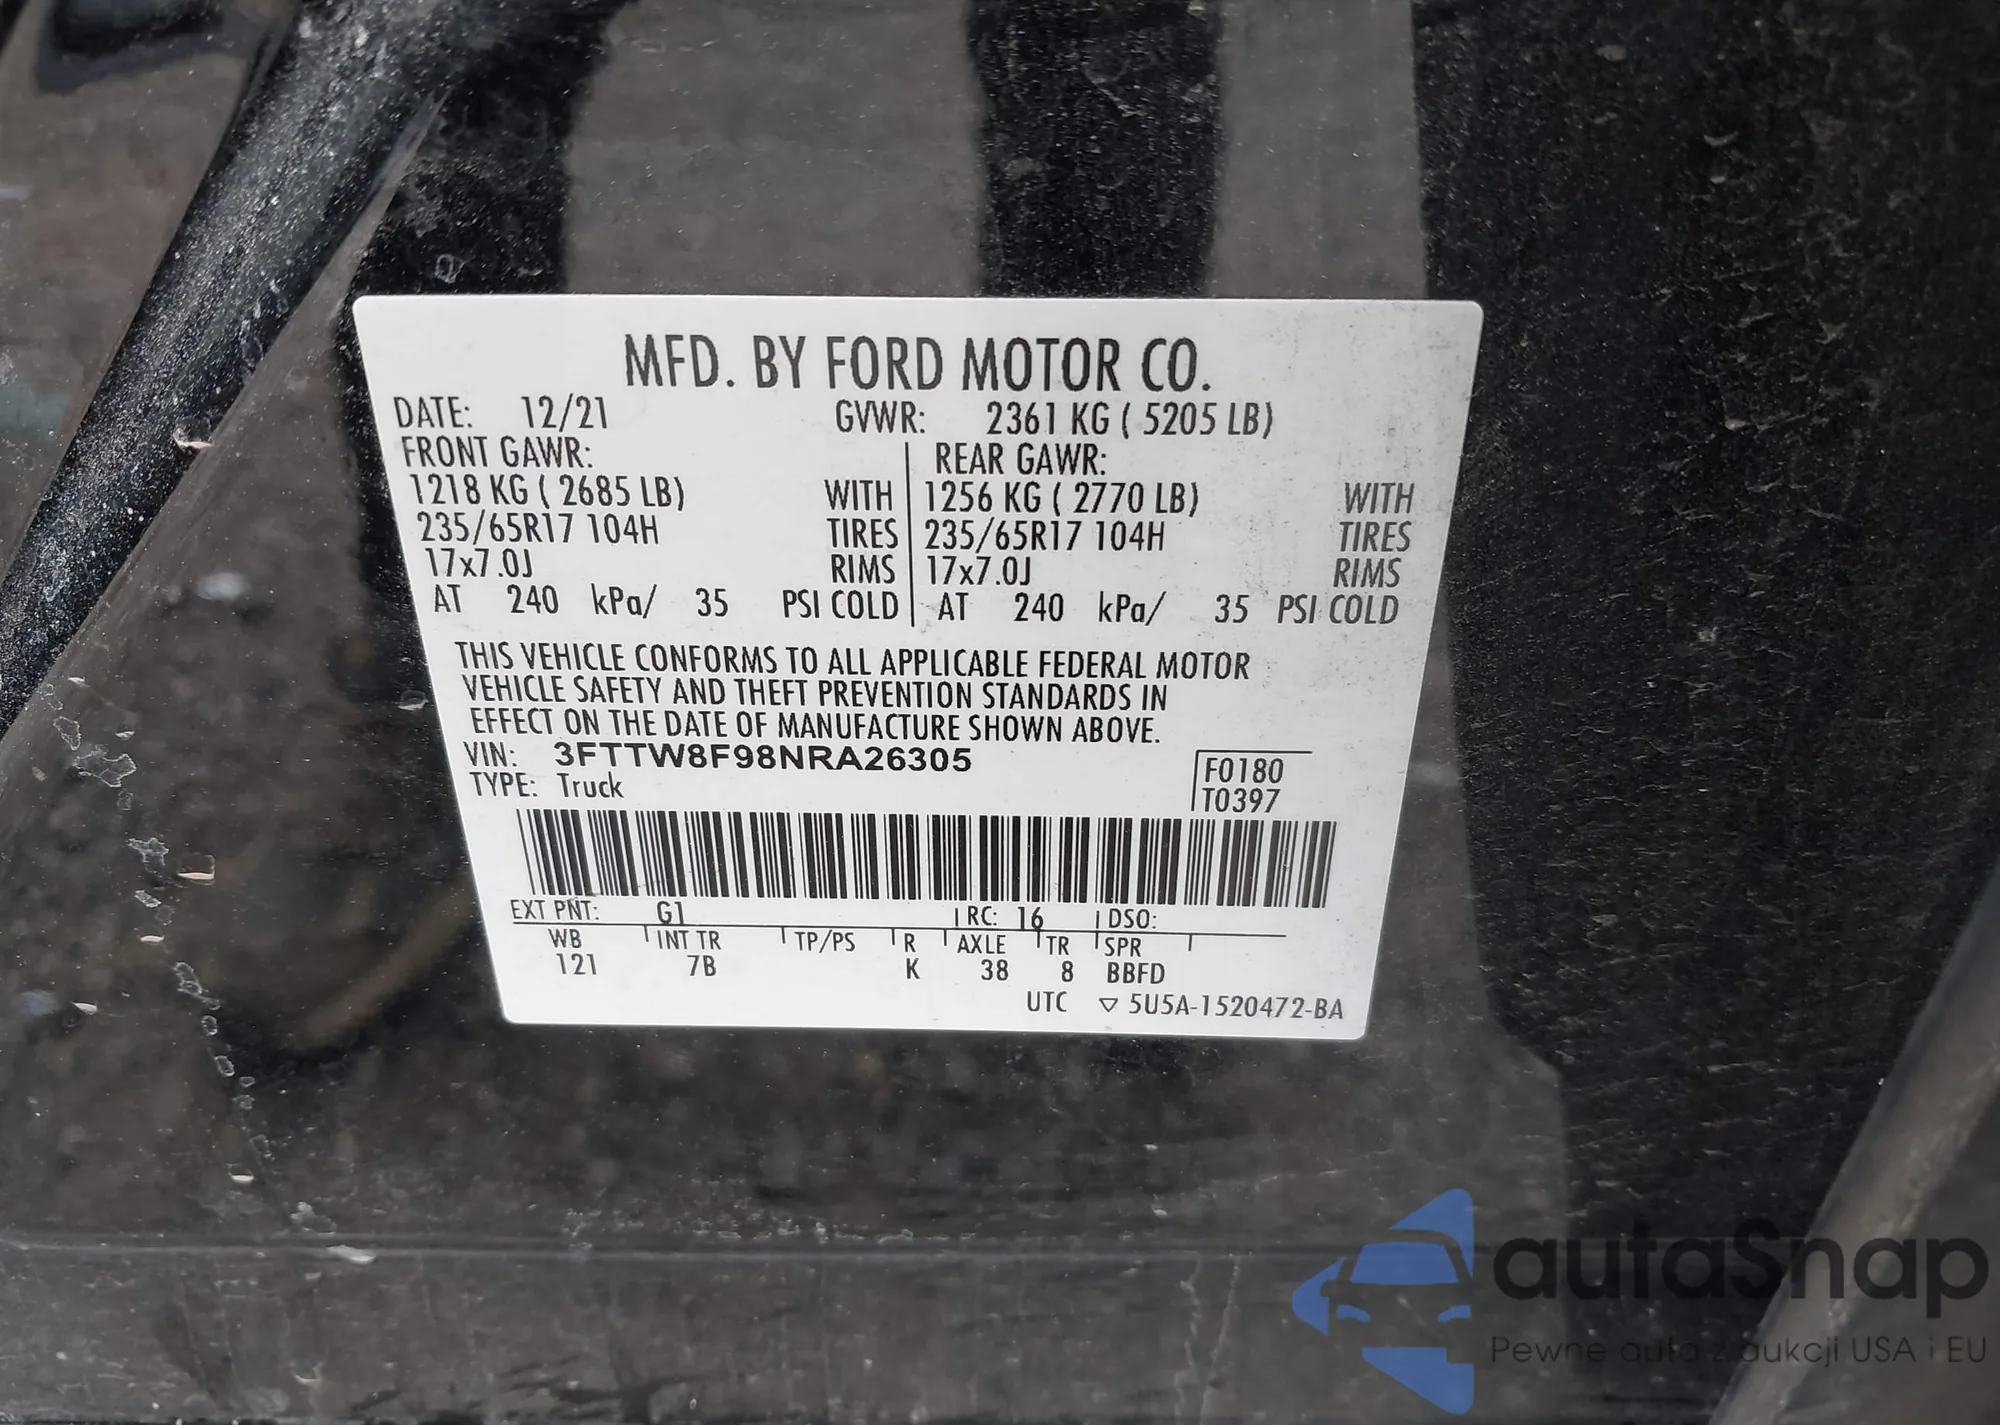 MFD. BY FORD MOTOR CO.
DATE: 12/21 GVWR: 2361 KG ( 5205 LB)
FRONT GAWR: REAR GAWR:
1218 KG ( 2685 LB) WITH 1256 KG ( 2770 LB) WITH
235/65R17 104H TIRES 235/65R17 104H TIRES
17x7.0J RIMS 17x7.0J RIMS
AT 240 kPa/ 35 PSI COLD AT 240 kPa/ 35 PSI COLD
THIS VEHICLE CONFORMS TO ALL APPLICABLE FEDERAL MOTOR
VEHICLE SAFETY AND THEFT PREVENTION STANDARDS IN
EFFECT ON THE DATE OF MANUFACTURE SHOWN ABOVE.
VIN: 3FTTW8F98NRA26305
TYPE: Truck
F0180
T0397
EXT PNT: G1 RC: 16 DSO:
WB INT TR TP/PS R AXLE TR SPR
121 7B K 38 8 BBFD
UTC ▽ 5U5A-1520472-BA
autaSnap
Pewne auta z aukcji USA i EU